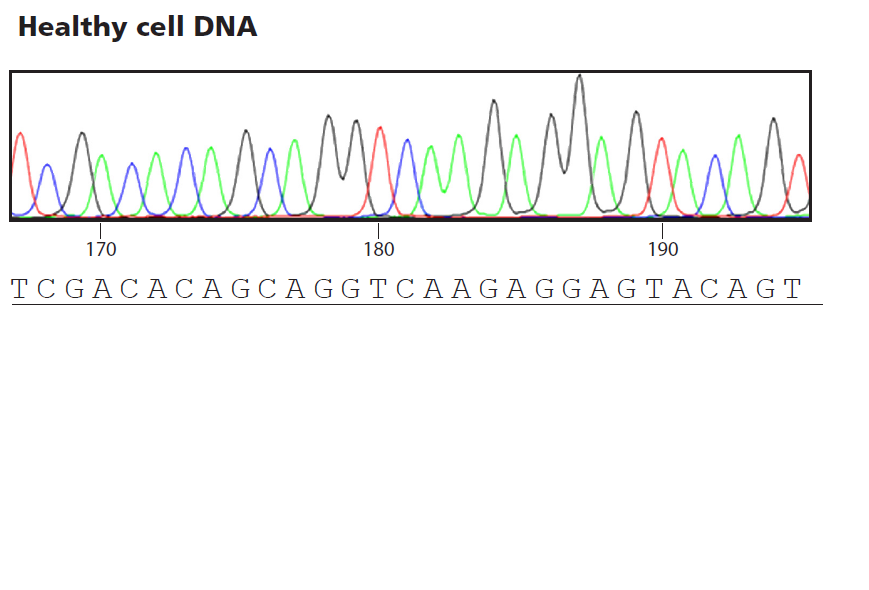 Healthy cell DNA
170 180 190
T C G A C A C A G C A G G T C A A G A G G A G T A C A G T